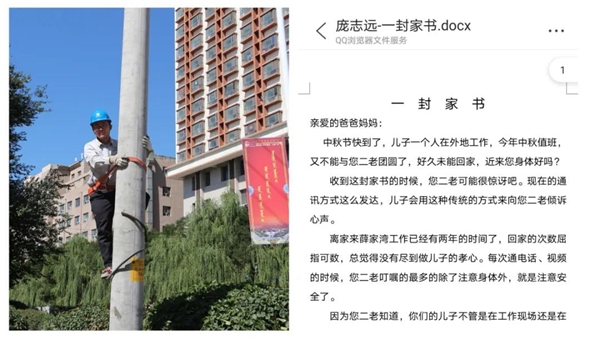 庞志远-一封家书.docx
QQ浏览器文件服务
1
一 封 家 书
亲爱的爸爸妈妈：
中秋节快到了，儿子一个人在外地工作，今年中秋值班，
又不能与您二老团圆了，好久未能回家，近来您身体好吗？
收到这封家书的时候，您二老可能很惊讶吧。现在的通
讯方式这么发达，儿子会用这种传统的方式来向您二老倾诉
心声。
离家来薛家湾工作已经有两年的时间了，回家的次数屈
指可数，总觉得没有尽到做儿子的孝心。每次通电话、视频
的时候，您二老叮嘱的最多的除了注意身体外，就是注意安
全了。
因为您二老知道，你们的儿子不管是在工作现场还是在